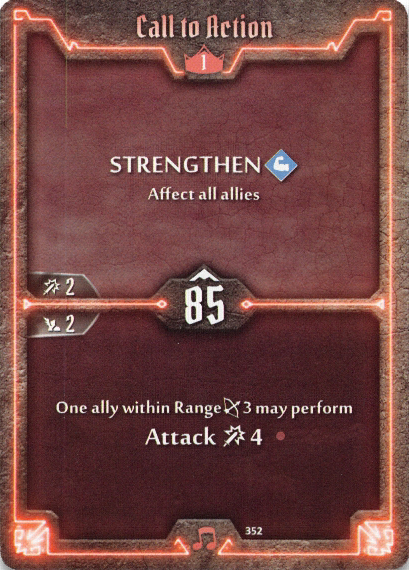 Call to Action
1
STRENGTHEN
Affect all allies
2
85
2
One ally within Range 3 may perform
Attack 4
352